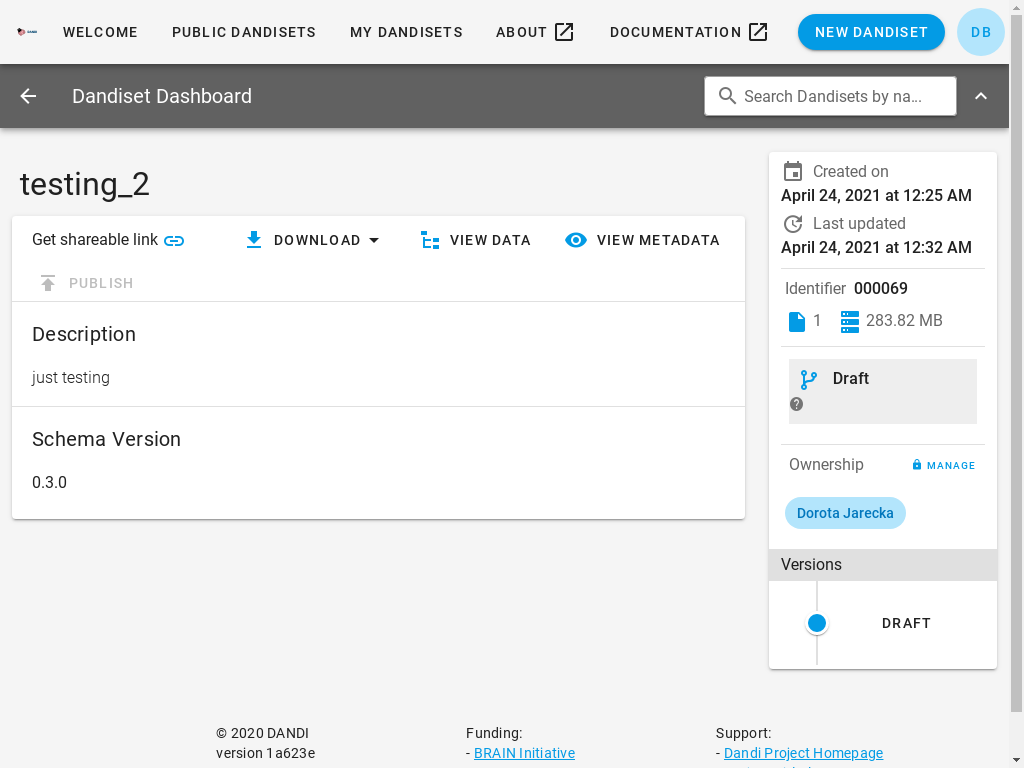 WELCOME PUBLIC DANDISETS MY DANDISETS ABOUT DOCUMENTATION NEW DANDISET DB
Dandiset Dashboard Search Dandisets by na...
testing_2
Get shareable link DOWNLOAD VIEW DATA VIEW METADATA
PUBLISH
Description
just testing
Schema Version
0.3.0
Created on
April 24, 2021 at 12:25 AM
Last updated
April 24, 2021 at 12:32 AM
Identifier 000069
1 283.82 MB
Draft
Ownership MANAGE
Dorota Jarecka
Versions
DRAFT
© 2020 DANDI
version 1a623e
Funding:
- BRAIN Initiative
Support:
- Dandi Project Homepage